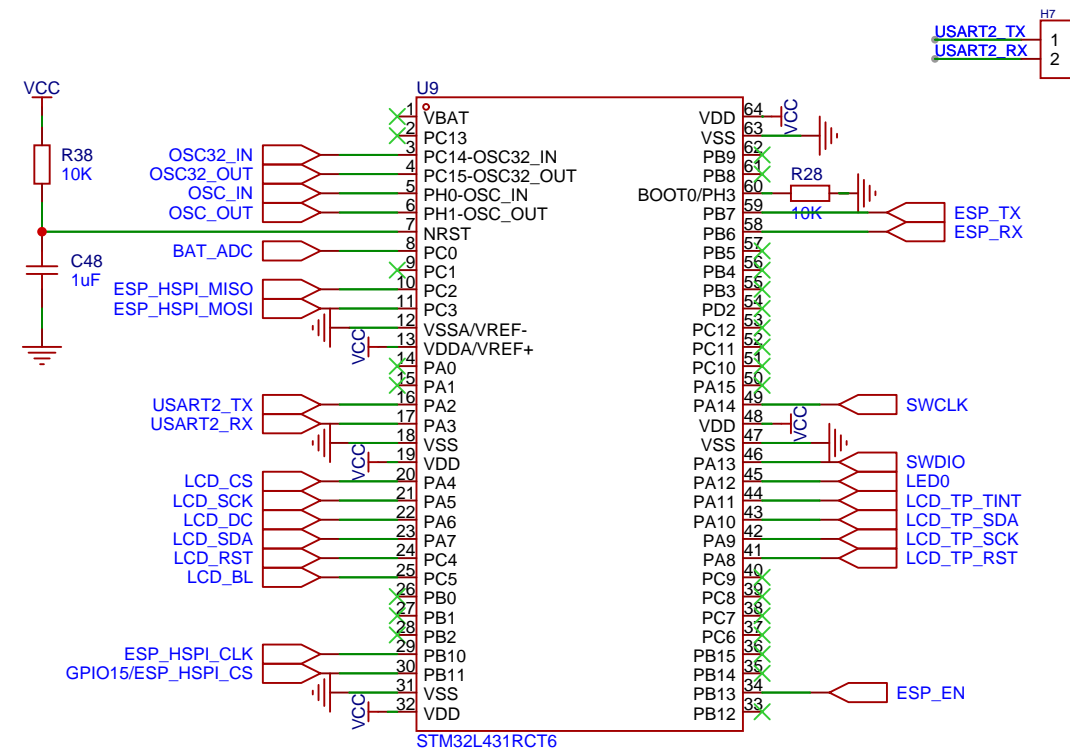 H7
USART2_TX 1
USART2_RX 2
VCC
R38
10K
C48
1uF
U9
OSC32_IN
OSC32_OUT
OSC_IN
OSC_OUT
BAT_ADC
ESP_HSPI_MISO
ESP_HSPI_MOSI
VCC
USART2_TX
USART2_RX
VCC
LCD_CS
LCD_SCK
LCD_DC
LCD_SDA
LCD_RST
LCD_BL
ESP_HSPI_CLK
GPIO15/ESP_HSPI_CS
VCC
1 VBAT
2 PC13
3 PC14-OSC32_IN
4 PC15-OSC32_OUT
5 PH0-OSC_IN
6 PH1-OSC_OUT
7 NRST
8 PC0
9 PC1
10 PC2
11 PC3
12 VSSA/VREF-
13 VDDA/VREF+
14 PA0
15 PA1
16 PA2
17 PA3
18 VSS
19 VDD
20 PA4
21 PA5
22 PA6
23 PA7
24 PC4
25 PC5
26 PB0
27 PB1
28 PB2
29 PB10
30 PB11
31 VSS
32 VDD
VDD 64
VSS 63
PB9 62
PB8 61
BOOT0/PH3 60
PB7 59
PB6 58
PB5 57
PB4 56
PB3 55
PD2 54
PC12 53
PC11 52
PC10 51
PA15 50
PA14 49
VDD 48
VSS 47
PA13 46
PA12 45
PA11 44
PA10 43
PA9 42
PA8 41
PC9 40
PC8 39
PC7 38
PC6 37
PB15 36
PB14 35
PB13 34
PB12 33
VCC
R28
10K
ESP_TX
ESP_RX
SWCLK
VCC
SWDIO
LED0
LCD_TP_TINT
LCD_TP_SDA
LCD_TP_SCK
LCD_TP_RST
ESP_EN
STM32L431RCT6